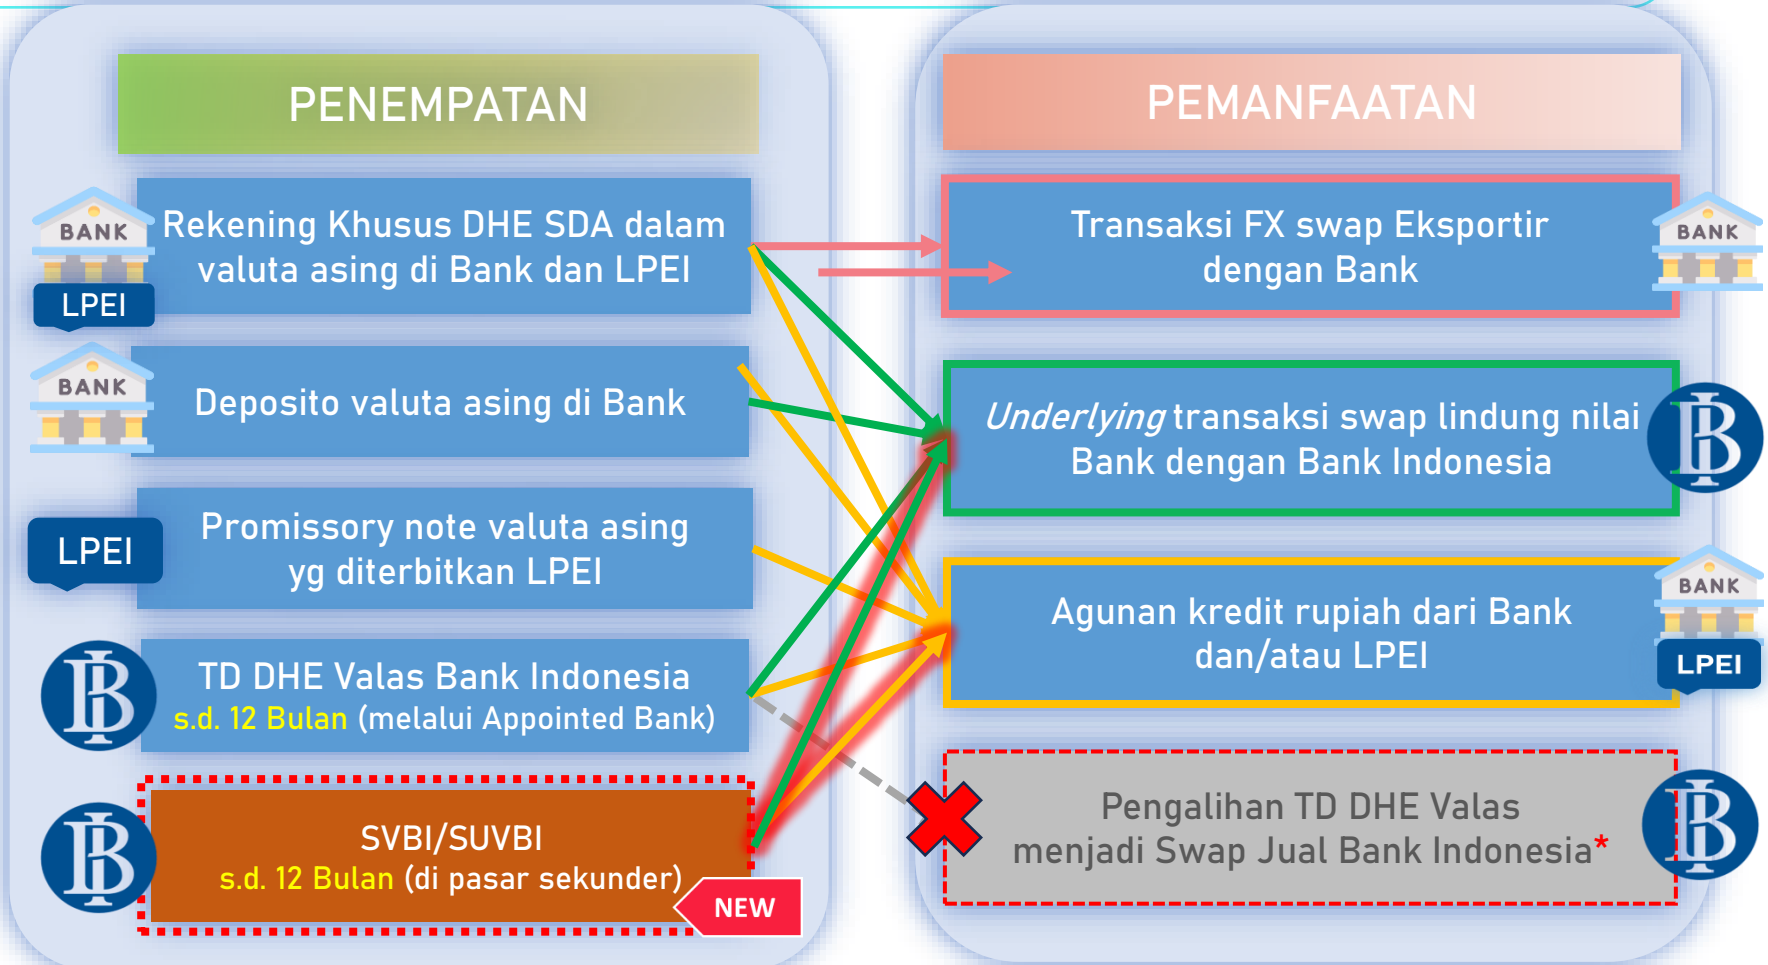 PENEMPATAN
BANK
LPEI
Rekening Khusus DHE SDA dalam
valuta asing di Bank dan LPEI
BANK
Deposito valuta asing di Bank
LPEI
Promissory note valuta asing
yg diterbitkan LPEI
TD DHE Valas Bank Indonesia
s.d. 12 Bulan (melalui Appointed Bank)
SVBI/SUVBI
s.d. 12 Bulan (di pasar sekunder)
NEW
PEMANFAATAN
Transaksi FX swap Eksportir
dengan Bank
BANK
Underlying transaksi swap lindung nilai
Bank dengan Bank Indonesia
Agunan kredit rupiah dari Bank
dan/atau LPEI
BANK
LPEI
Pengalihan TD DHE Valas
menjadi Swap Jual Bank Indonesia*